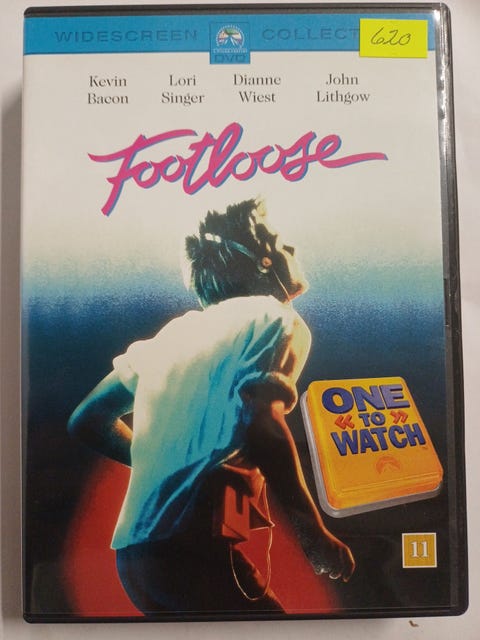 WIDESCREEN COLLECT
620
DVD
Kevin Bacon
Lori Singer
Dianne Wiest
John Lithgow
Footloose
ONE
« TO »
WATCH
11